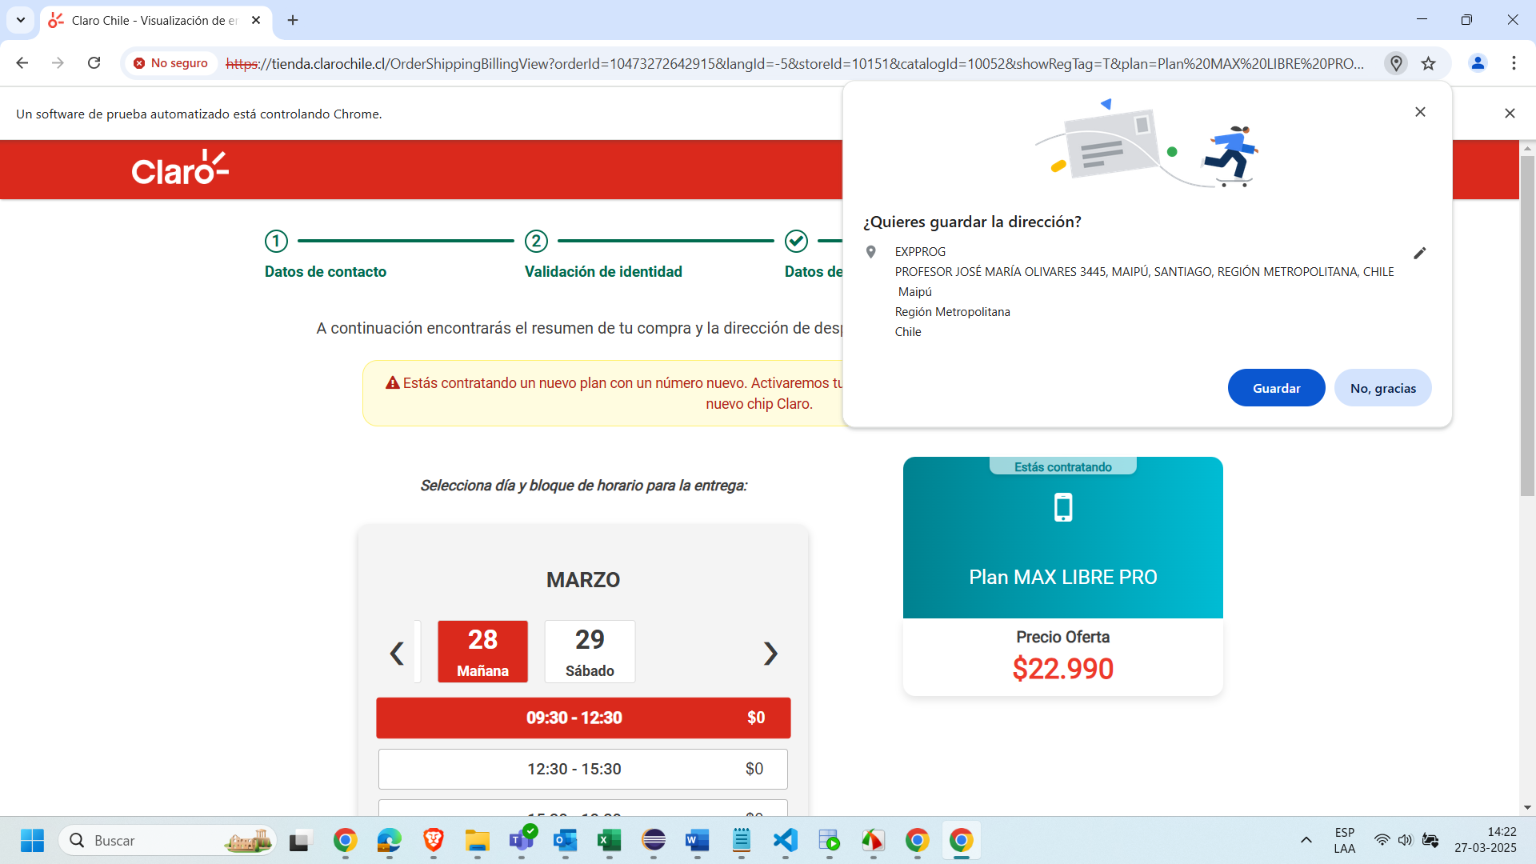 Claro Chile - Visualización de e
No seguro
https://tienda.clarochile.cl/OrderShippingBillingView?orderId=10473272642915&langId=-5&storeId=10151&catalogId=10052&showRegTag=T&plan=Plan%20MAX%20LIBRE%20PRO...
Un software de prueba automatizado está controlando Chrome.
Claro
¿Quieres guardar la dirección?
EXPPROG
PROFESOR JOSÉ MARÍA OLIVARES 3445, MAIPÚ, SANTIAGO, REGIÓN METROPOLITANA, CHILE
Maipú
Región Metropolitana
Chile
Guardar
No, gracias
1
2
Datos de contacto
Validación de identidad
Datos de
A continuación encontrarás el resumen de tu compra y la dirección de desp
Estás contratando un nuevo plan con un número nuevo. Activaremos tu
nuevo chip Claro.
Selecciona día y bloque de horario para la entrega:
MARZO
28
Mañana
29
Sábado
09:30 - 12:30 $0
12:30 - 15:30 $0
Estás contratando
Plan MAX LIBRE PRO
Precio Oferta
$22.990
Buscar
ESP
LAA
14:22
27-03-2025